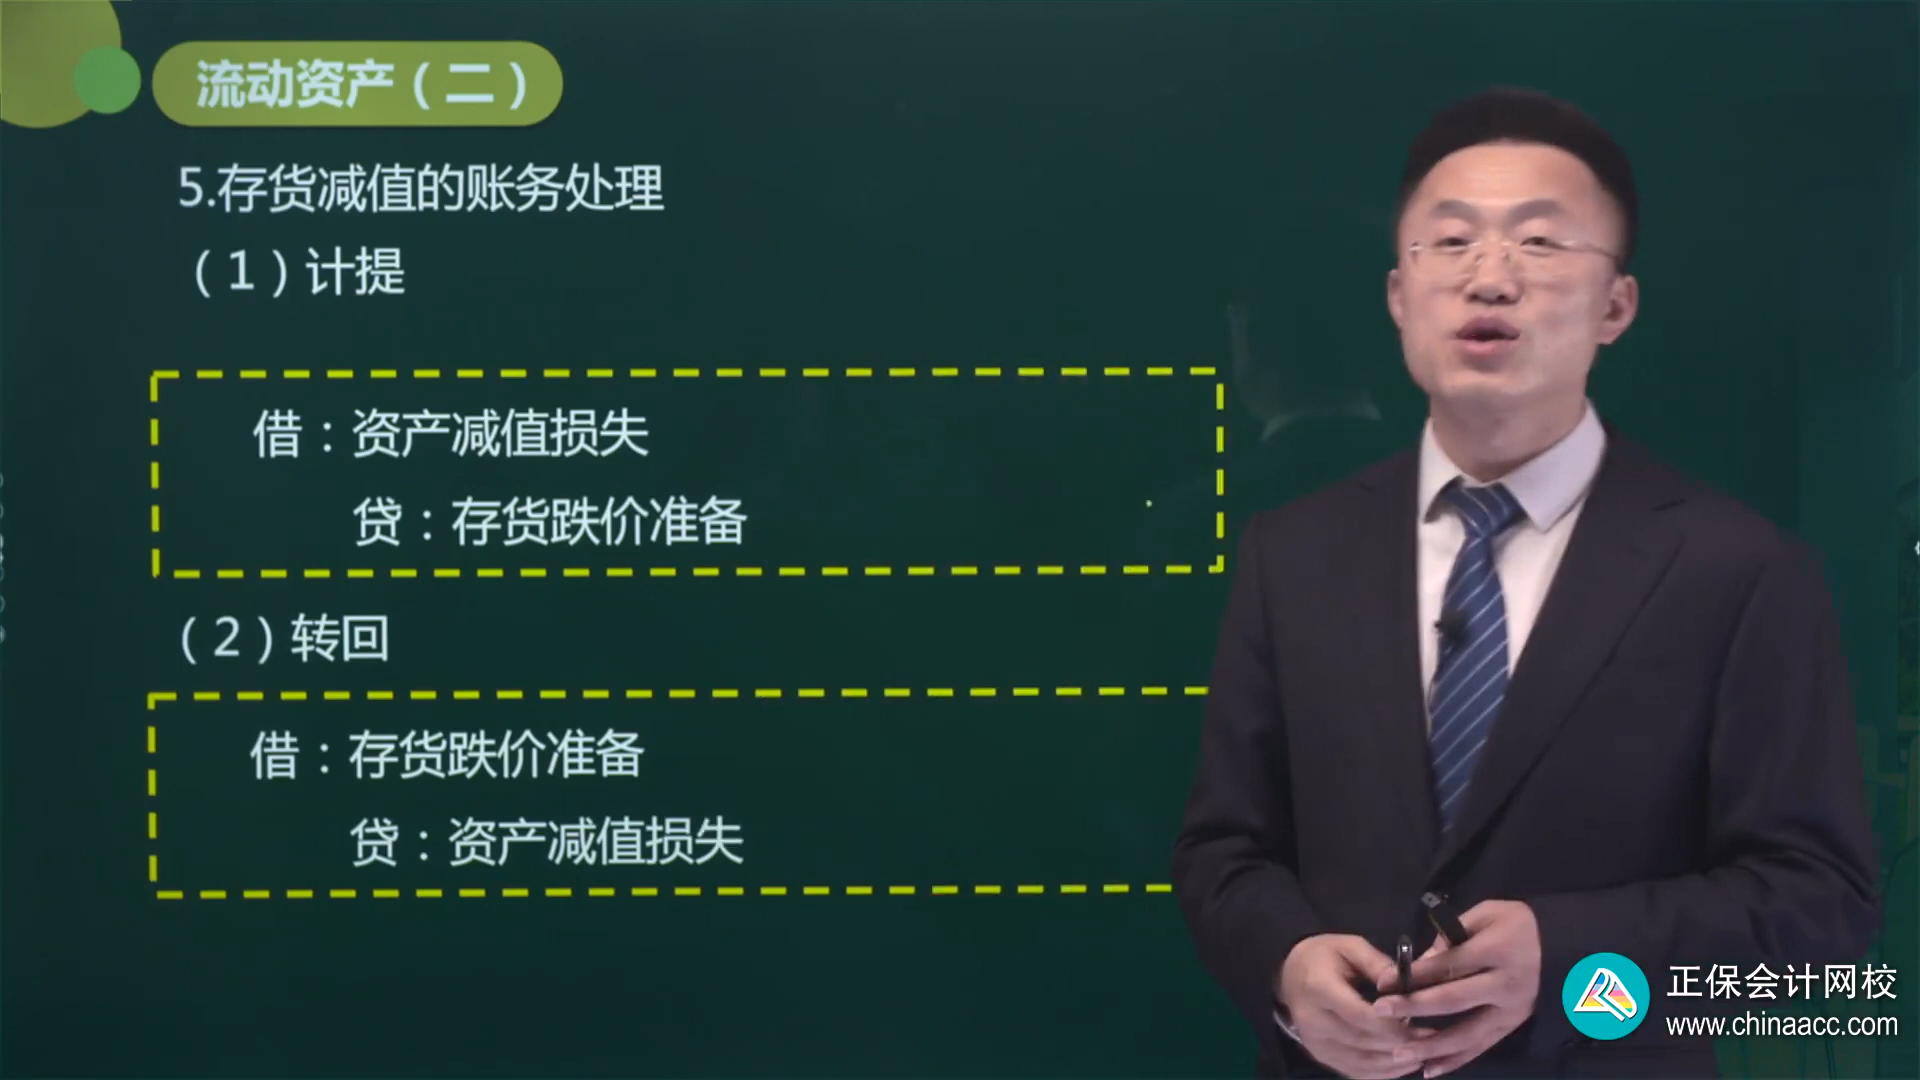 流动资产（二）
5.存货减值的账务处理
（1）计提
借：资产减值损失
贷：存货跌价准备
（2）转回
借：存货跌价准备
贷：资产减值损失
正保会计网校
www.chinaacc.com